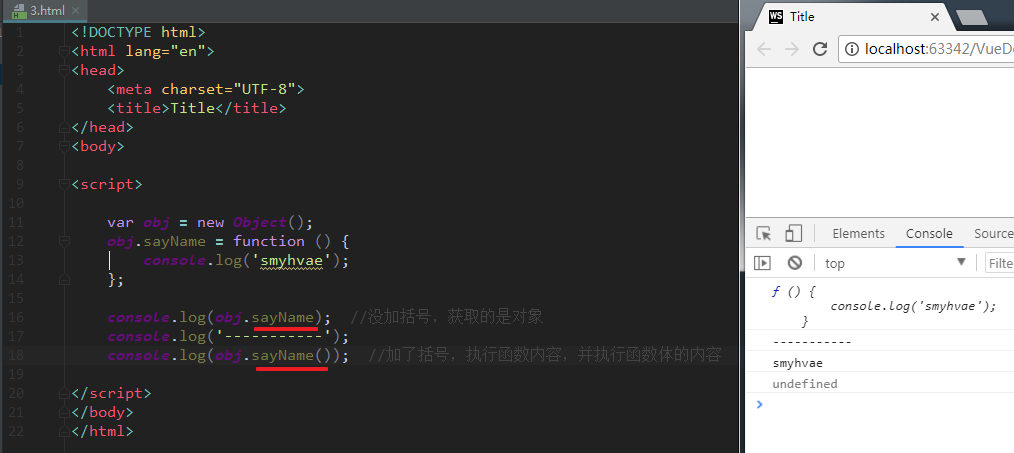 3.html
1 <!DOCTYPE html>
2 <html lang="en">
3 <head>
4 <meta charset="UTF-8">
5 <title>Title</title>
6 </head>
7 <body>
8
9 <script>
10
11 var obj = new Object();
12 obj.sayName = function () {
13 console.log('smyhvae');
14 };
15
16 console.log(obj.sayName); //没加括号，获取的是对象
17 console.log('-----------');
18 console.log(obj.sayName()); //加了括号，执行函数内容，并执行函数体的内容
19
20 </script>
21 </body>
22 </html>
WS Title
localhost:63342/VueDe
Elements Console Source
top Filte
f () {
console.log('smyhvae');
}
-----------
smyhvae
undefined